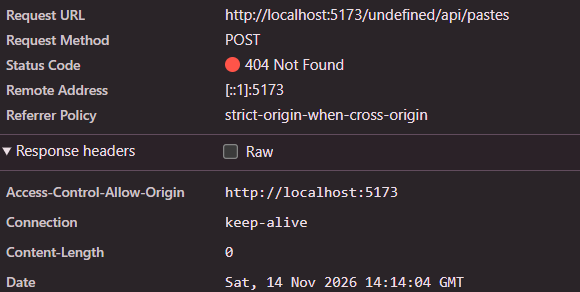 Request URL http://localhost:5173/undefined/api/pastes
Request Method POST
Status Code 404 Not Found
Remote Address [::1]:5173
Referrer Policy strict-origin-when-cross-origin
Response headers Raw
Access-Control-Allow-Origin http://localhost:5173
Connection keep-alive
Content-Length 0
Date Sat, 14 Nov 2026 14:14:04 GMT